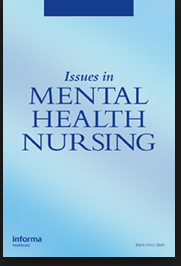 Issues in
MENTAL
HEALTH
NURSING
informa
healthcare